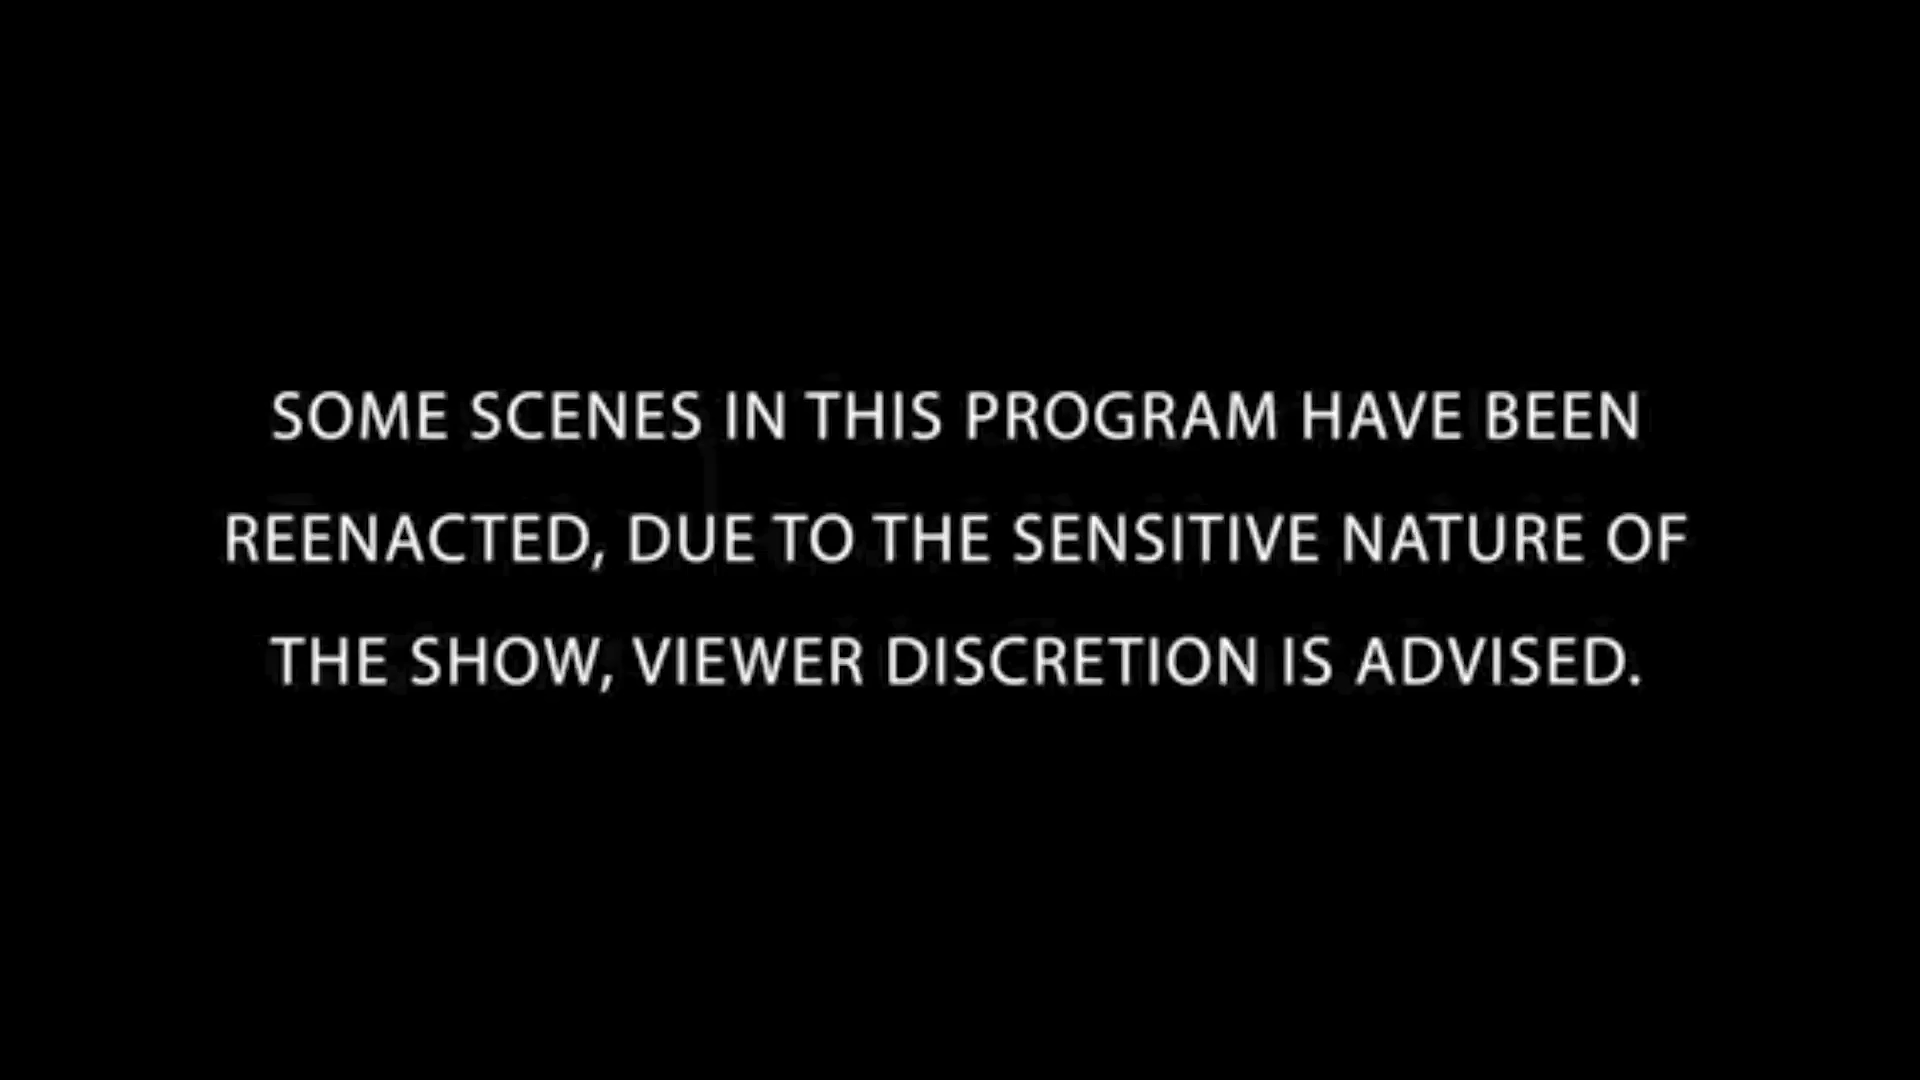 SOME SCENES IN THIS PROGRAM HAVE BEEN
REENACTED, DUE TO THE SENSITIVE NATURE OF
THE SHOW, VIEWER DISCRETION IS ADVISED.